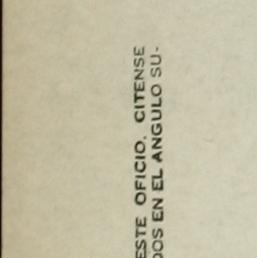 ESTE OFICIO, CITENSE
DOS EN EL ANGULO SU-